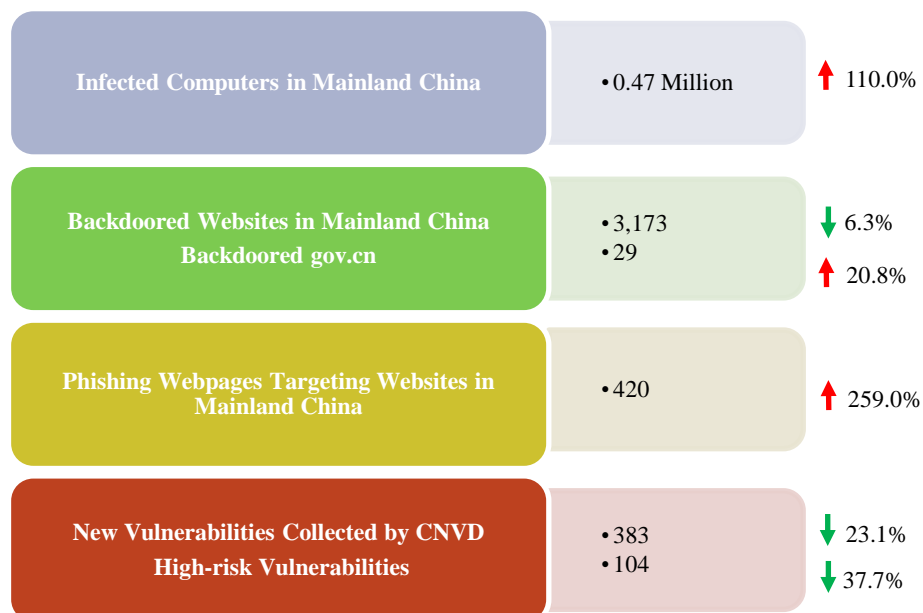 Infected Computers in Mainland China
• 0.47 Million
110.0%
Backdoored Websites in Mainland China
Backdoored gov.cn
• 3,173
• 29
6.3%
20.8%
Phishing Webpages Targeting Websites in
Mainland China
• 420
259.0%
New Vulnerabilities Collected by CNVD
High-risk Vulnerabilities
• 383
• 104
23.1%
37.7%